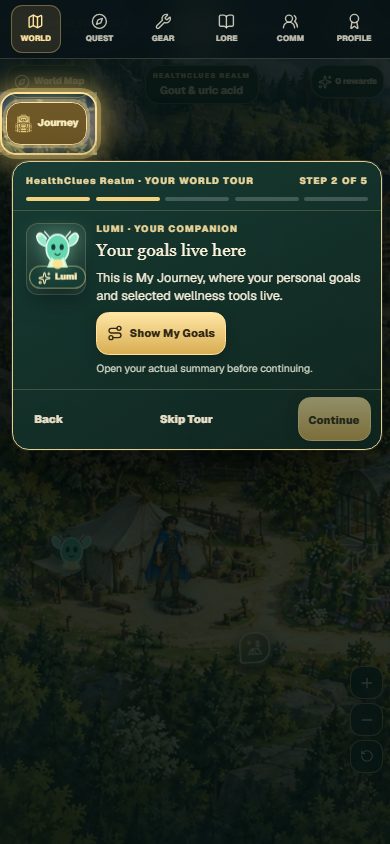 WORLD
QUEST
GEAR
LORE
COMM
PROFILE
World Map
HEALTHCLUES REALM
Gout & uric acid
0 rewards
Journey
HealthClues Realm · YOUR WORLD TOUR
STEP 2 OF 5
LUMI · YOUR COMPANION
Your goals live here
Lumi
This is My Journey, where your personal goals
and selected wellness tools live.
Show My Goals
Open your actual summary before continuing.
Back
Skip Tour
Continue